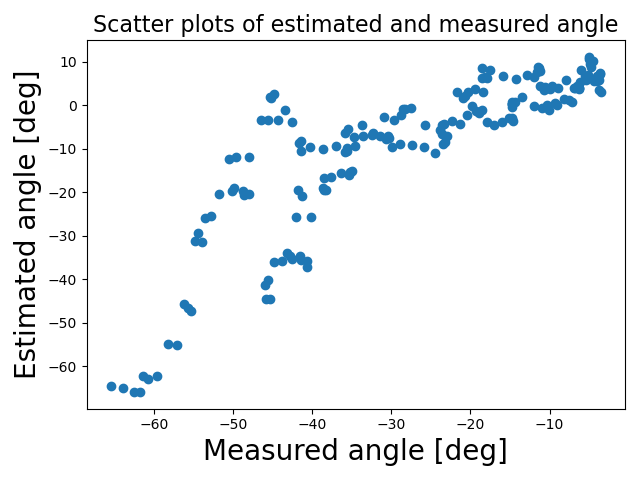 Scatter plots of estimated and measured angle
10
0
−10
−20
−30
−40
−50
−60
Estimated angle [deg]
−60 −50 −40 −30 −20 −10
Measured angle [deg]